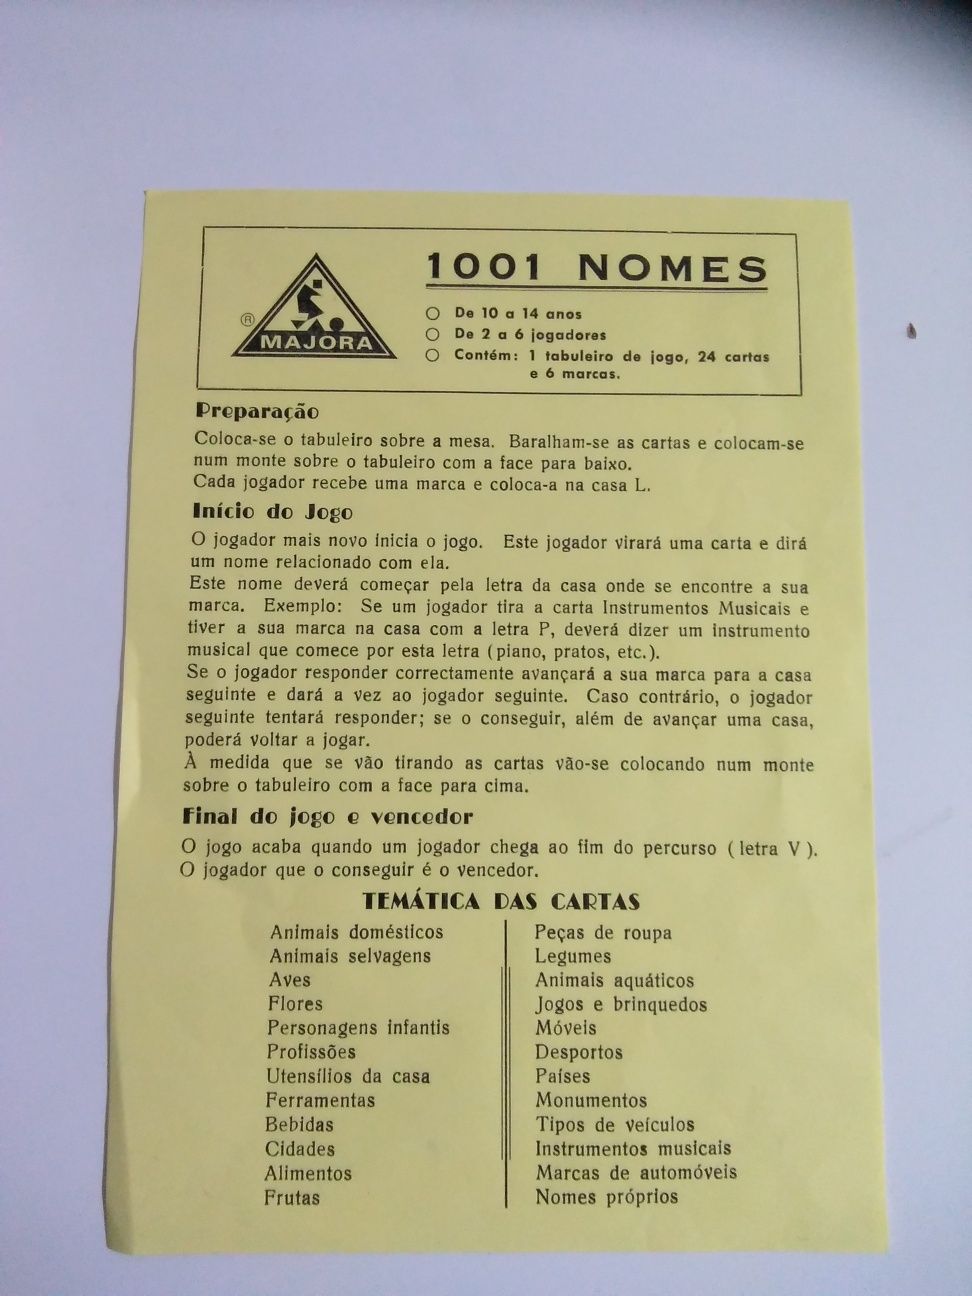 1001 NOMES
® MAJORA
○ De 10 a 14 anos
○ De 2 a 6 jogadores
○ Contém: 1 tabuleiro de jogo, 24 cartas
e 6 marcas.
Preparação
Coloca-se o tabuleiro sobre a mesa. Baralham-se as cartas e colocam-se
num monte sobre o tabuleiro com a face para baixo.
Cada jogador recebe uma marca e coloca-a na casa L.
Início do Jogo
O jogador mais novo inicia o jogo. Este jogador virará uma carta e dirá
um nome relacionado com ela.
Este nome deverá começar pela letra da casa onde se encontre a sua
marca. Exemplo: Se um jogador tira a carta Instrumentos Musicais e
tiver a sua marca na casa com a letra P, deverá dizer um instrumento
musical que comece por esta letra (piano, pratos, etc.).
Se o jogador responder correctamente avançará a sua marca para a casa
seguinte e dará a vez ao jogador seguinte. Caso contrário, o jogador
seguinte tentará responder; se o conseguir, além de avançar uma casa,
poderá voltar a jogar.
À medida que se vão tirando as cartas vão-se colocando num monte
sobre o tabuleiro com a face para cima.
Final do jogo e vencedor
O jogo acaba quando um jogador chega ao fim do percurso (letra V).
O jogador que o conseguir é o vencedor.
TEMÁTICA DAS CARTAS
Animais domésticos
Animais selvagens
Aves
Flores
Personagens infantis
Profissões
Utensílios da casa
Ferramentas
Bebidas
Cidades
Alimentos
Frutas
Peças de roupa
Legumes
Animais aquáticos
Jogos e brinquedos
Móveis
Desportos
Países
Monumentos
Tipos de veículos
Instrumentos musicais
Marcas de automóveis
Nomes próprios